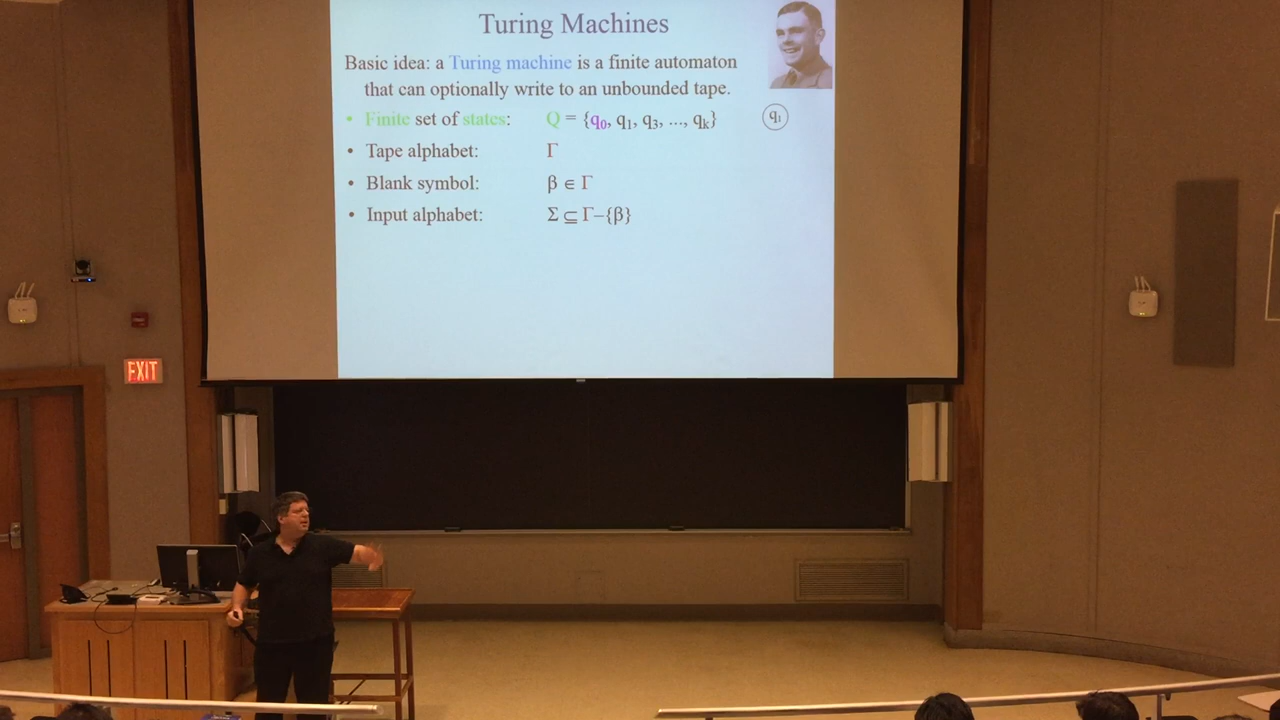 Turing Machines
Basic idea: a Turing machine is a finite automaton
that can optionally write to an unbounded tape.
• Finite set of states: Q = {q₀, q₁, q₃, ..., qₖ} qᵢ
• Tape alphabet: Γ
• Blank symbol: β ∈ Γ
• Input alphabet: Σ ⊆ Γ–{β}
EXIT